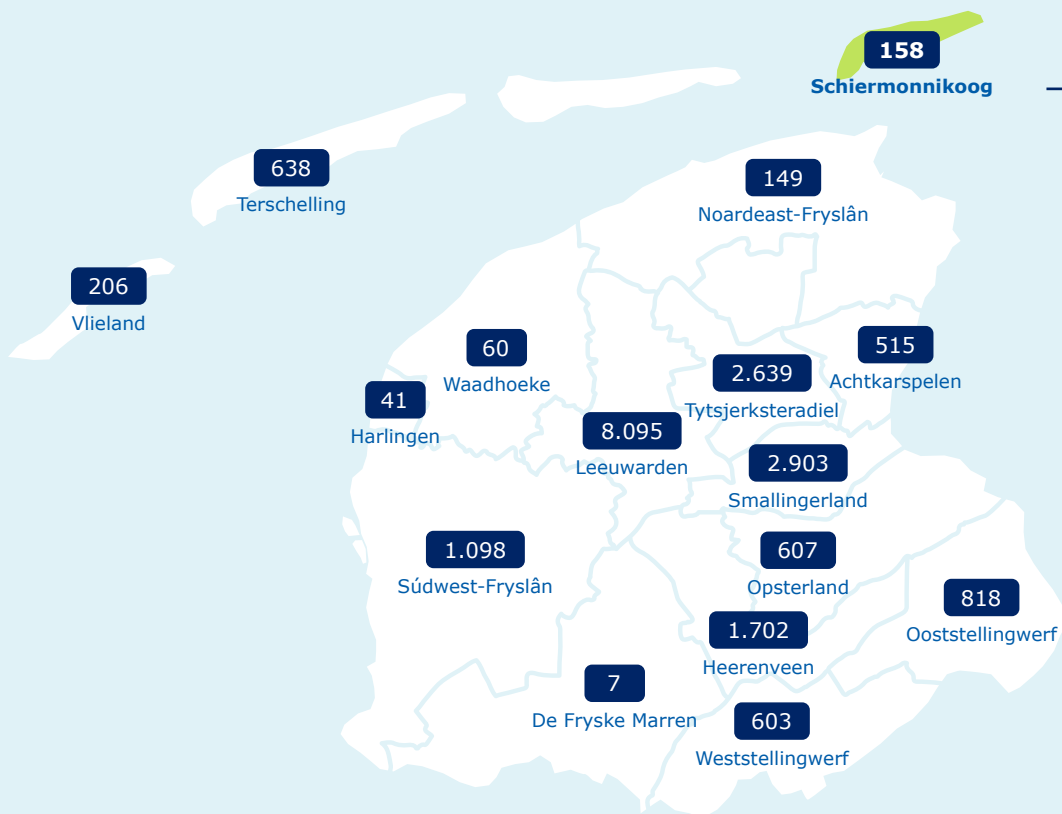 158
Schiermonnikoog
638
Terschelling
149
Noardeast-Fryslân
206
Vlieland
60
Waadhoeke
515
Achtkarspelen
2.639
Tytsjerksteradiel
41
Harlingen
8.095
Leeuwarden
2.903
Smallingerland
1.098
Súdwest-Fryslân
607
Opsterland
818
Ooststellingwerf
1.702
Heerenveen
7
De Fryske Marren
603
Weststellingwerf